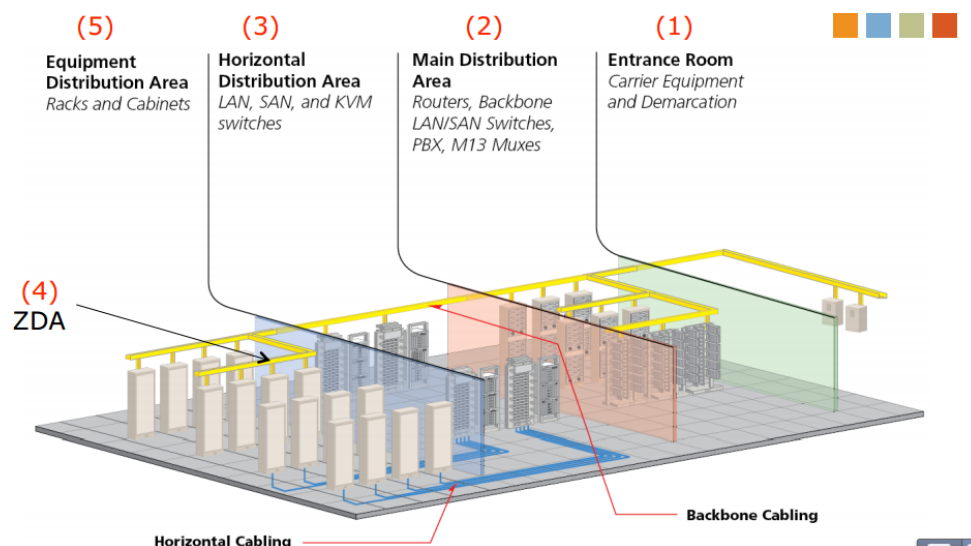 (5)
Equipment
Distribution Area
Racks and Cabinets
(3)
Horizontal
Distribution Area
LAN, SAN, and KVM
switches
(2)
Main Distribution
Area
Routers, Backbone
LAN/SAN Switches,
PBX, M13 Muxes
(1)
Entrance Room
Carrier Equipment
and Demarcation
(4)
ZDA
Backbone Cabling
Horizontal Cabling